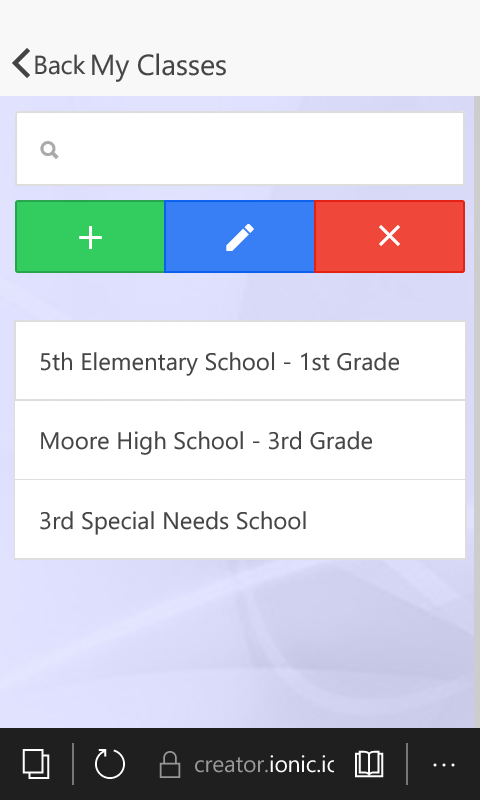 Back My Classes
5th Elementary School - 1st Grade
Moore High School - 3rd Grade
3rd Special Needs School
creator.ionic.ic